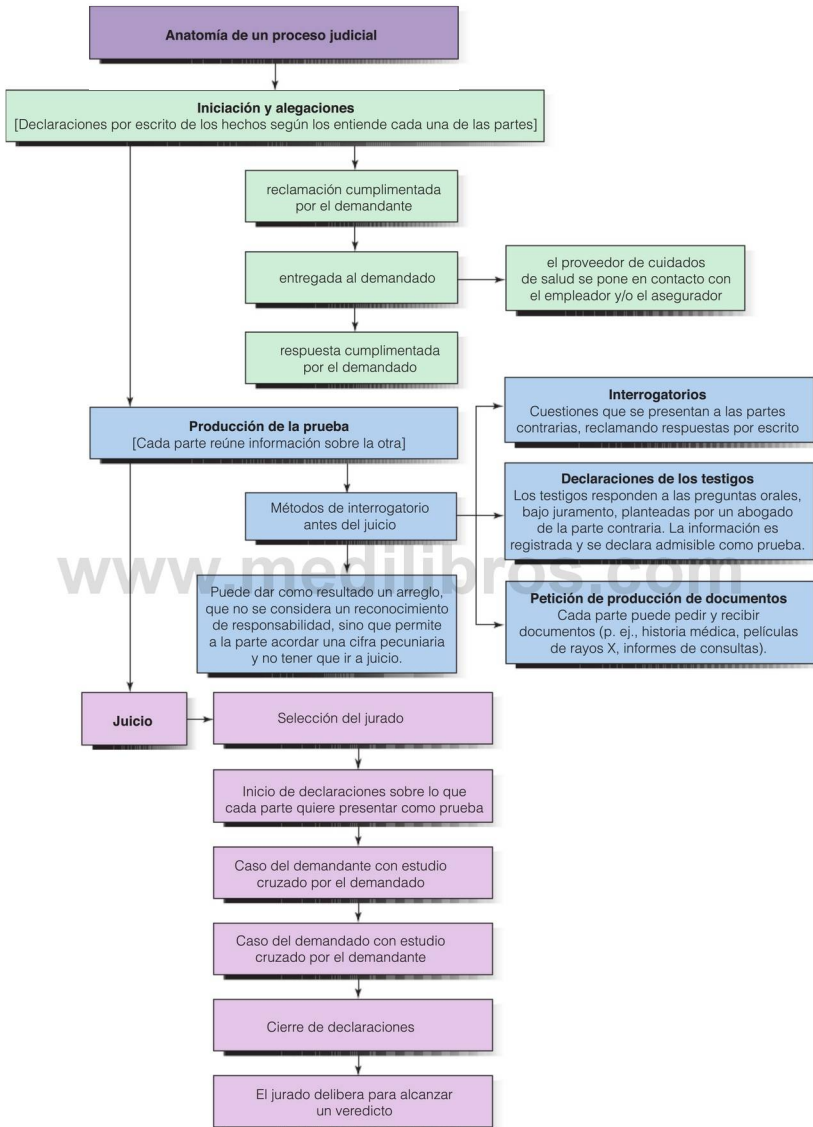 Anatomía de un proceso judicial
Iniciación y alegaciones
[Declaraciones por escrito de los hechos según los entiende cada una de las partes]
reclamación cumplimentada
por el demandante
entregada al demandado
el proveedor de cuidados
de salud se pone en contacto con
el empleador y/o el asegurador
respuesta cumplimentada
por el demandado
Producción de la prueba
[Cada parte reúne información sobre la otra]
Interrogatorios
Cuestiones que se presentan a las partes
contrarias, reclamando respuestas por escrito
Métodos de interrogatorio
antes del juicio
Declaraciones de los testigos
Los testigos responden a las preguntas orales,
bajo juramento, planteadas por un abogado
de la parte contraria. La información es
registrada y se declara admisible como prueba.
www.medilibros.com
Puede dar como resultado un arreglo,
que no se considera un reconocimiento
de responsabilidad, sino que permite
a la parte acordar una cifra pecuniaria
y no tener que ir a juicio.
Petición de producción de documentos
Cada parte puede pedir y recibir
documentos (p. ej., historia médica, películas
de rayos X, informes de consultas).
Juicio
Selección del jurado
Inicio de declaraciones sobre lo que
cada parte quiere presentar como prueba
Caso del demandante con estudio
cruzado por el demandado
Caso del demandado con estudio
cruzado por el demandante
Cierre de declaraciones
El jurado delibera para alcanzar
un veredicto